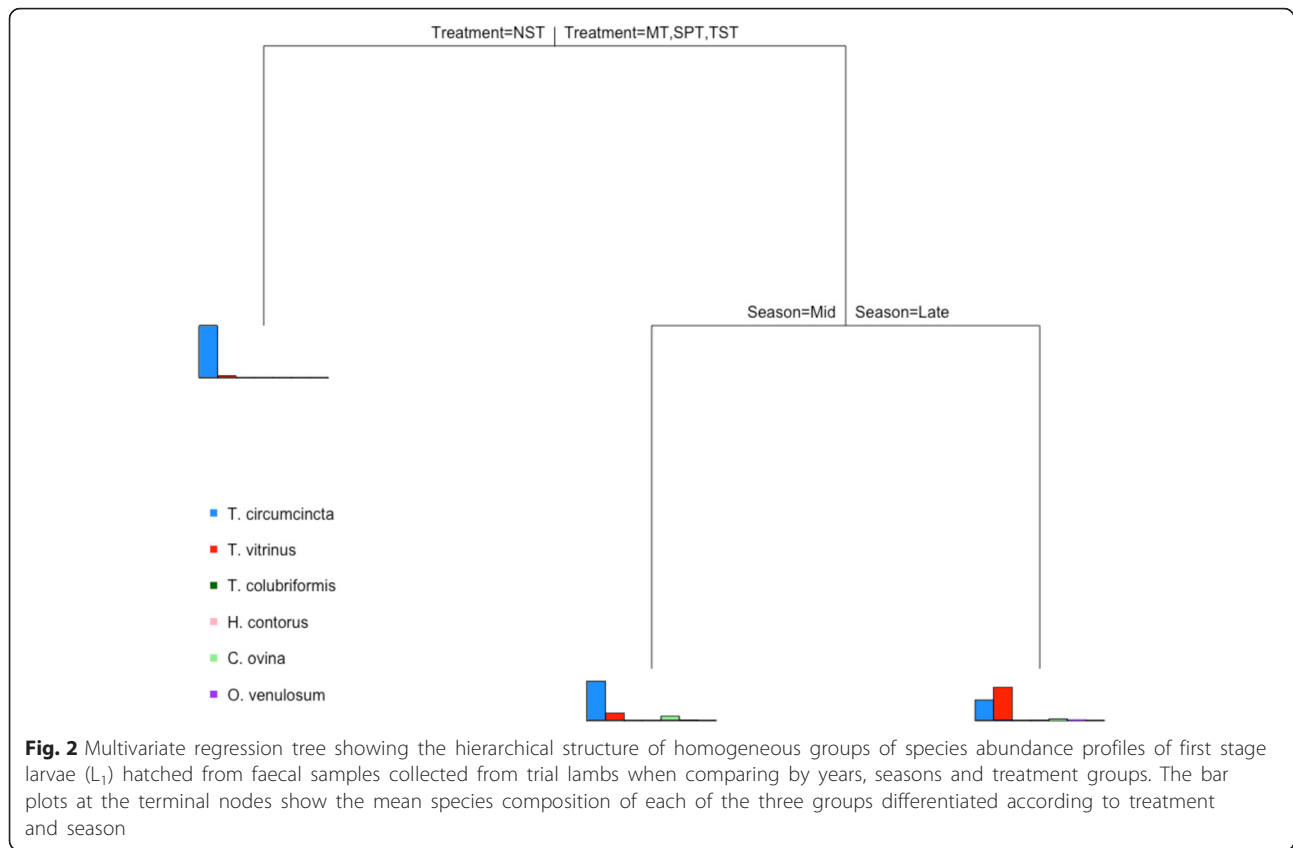 Treatment=NST Treatment=MT,SPT,TST
Season=Mid Season=Late
T. circumcincta
T. vitrinus
T. colubriformis
H. contorus
C. ovina
O. venulosum
Fig. 2 Multivariate regression tree showing the hierarchical structure of homogeneous groups of species abundance profiles of first stage
larvae (L₁) hatched from faecal samples collected from trial lambs when comparing by years, seasons and treatment groups. The bar
plots at the terminal nodes show the mean species composition of each of the three groups differentiated according to treatment
and season